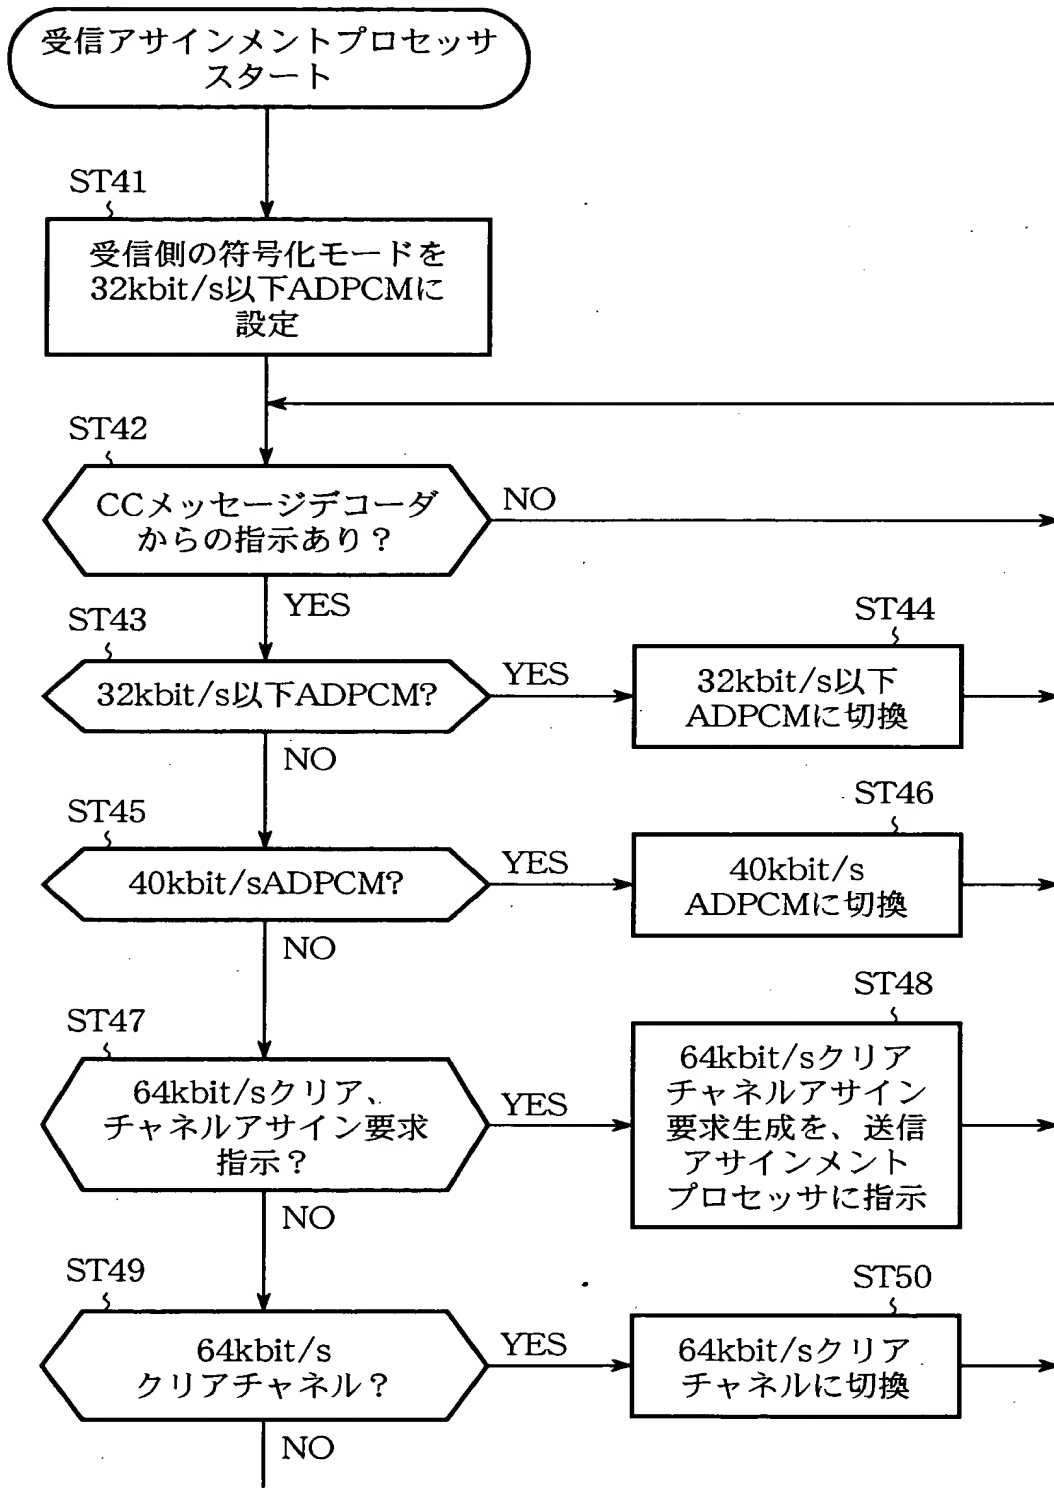 受信アサインメントプロセッサ
スタート
ST41
受信側の符号化モードを
32kbit/s以下ADPCMに
設定
ST42
CCメッセージデコーダ
からの指示あり？
NO
YES
ST43
32kbit/s以下ADPCM?
YES
ST44
32kbit/s以下
ADPCMに切換
NO
ST45
40kbit/sADPCM?
YES
ST46
40kbit/s
ADPCMに切換
NO
ST47
64kbit/sクリア、
チャネルアサイン要求
指示？
YES
ST48
64kbit/sクリア
チャネルアサイン
要求生成を、送信
アサインメント
プロセッサに指示
NO
ST49
64kbit/s
クリアチャネル？
YES
ST50
64kbit/sクリア
チャネルに切換
NO